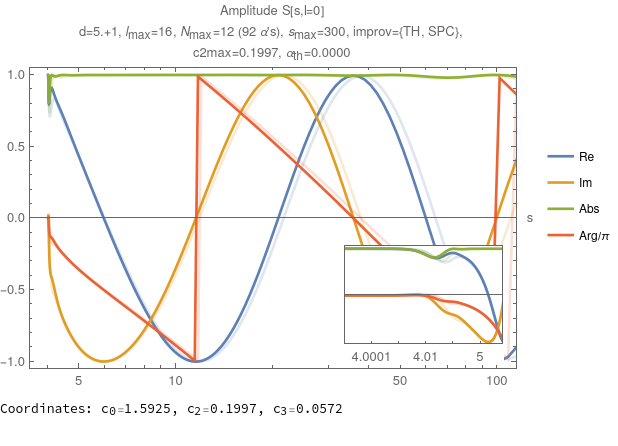 Amplitude S[s,l=0]
d=5.+1, lmax=16, Nmax=12 (92 α's), smax=300, improv={TH, SPC},
c2max=0.1997, αth=0.0000
1.0
0.5
0.0
−0.5
−1.0
5
10
50
100
s
4.0001
4.01
5
Re
Im
Abs
Arg/π
Coordinates: c0=1.5925, c2=0.1997, c3=0.0572